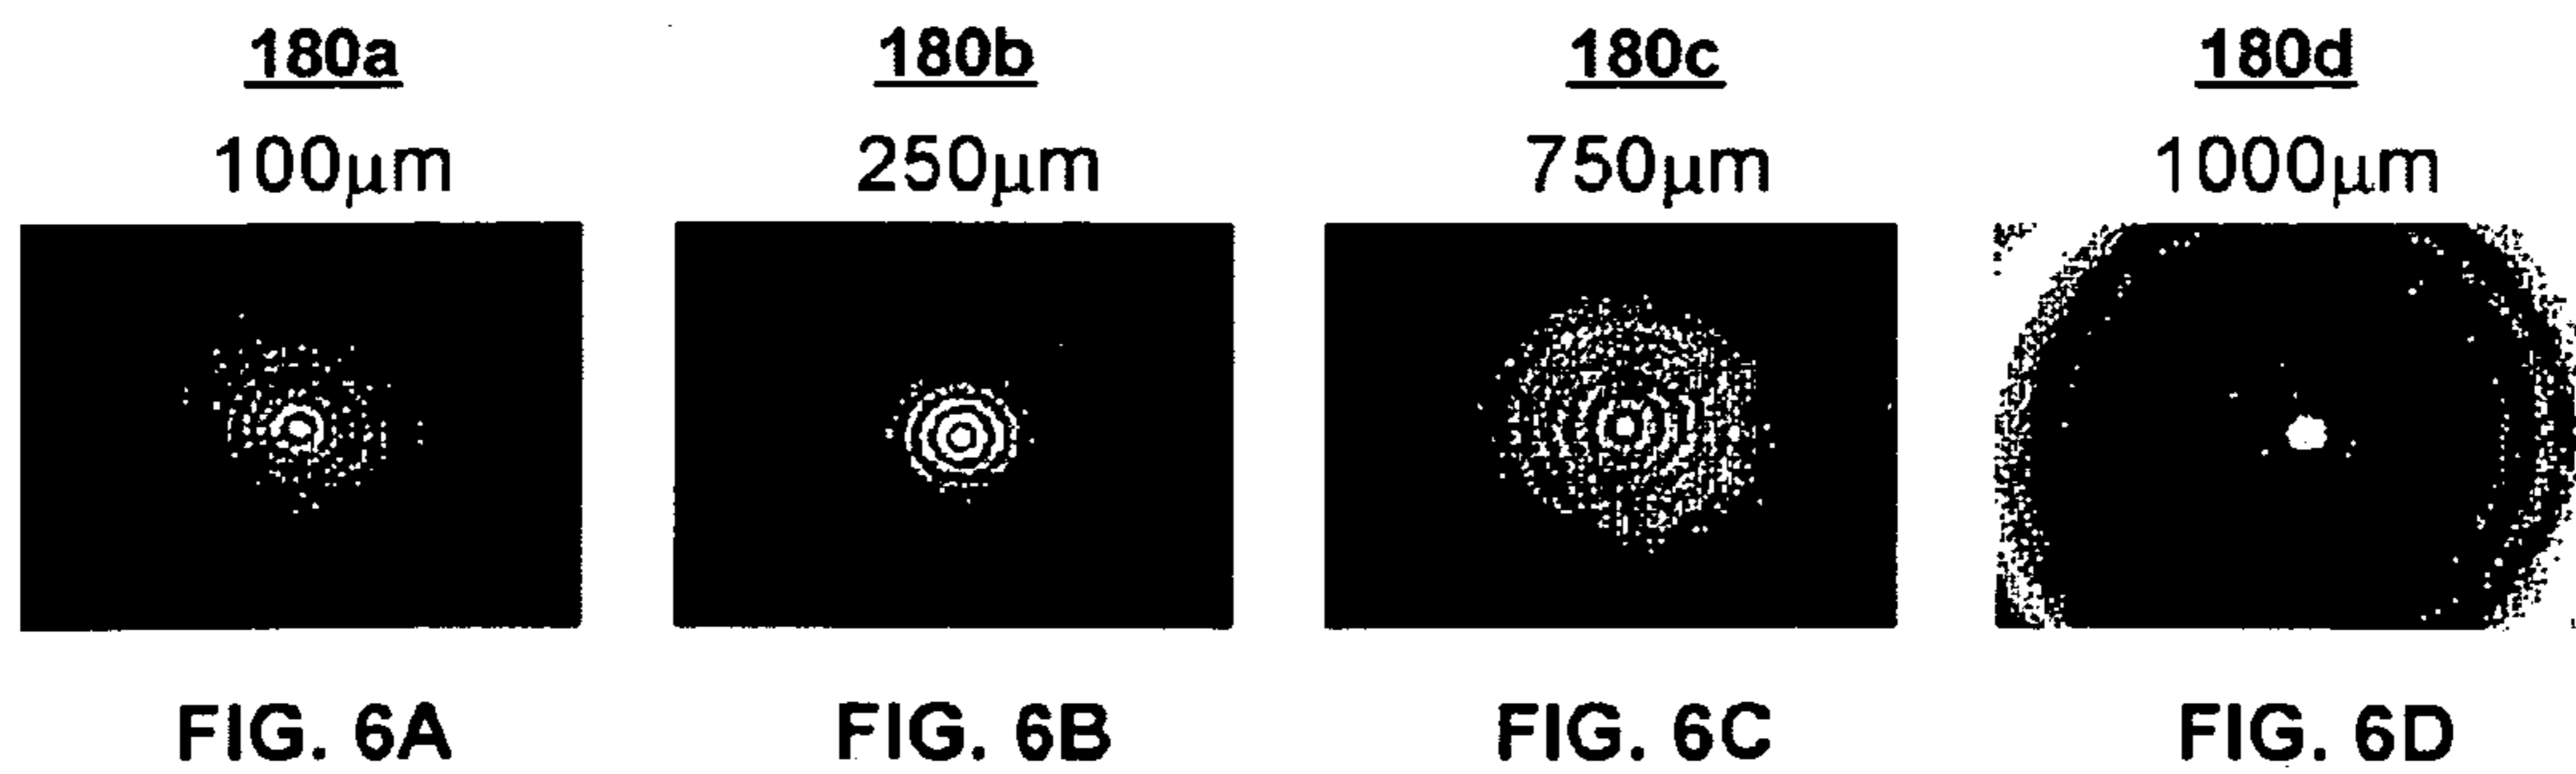 180a 180b 180c 180d
100μm 250μm 750μm 1000μm
FIG. 6A FIG. 6B FIG. 6C FIG. 6D